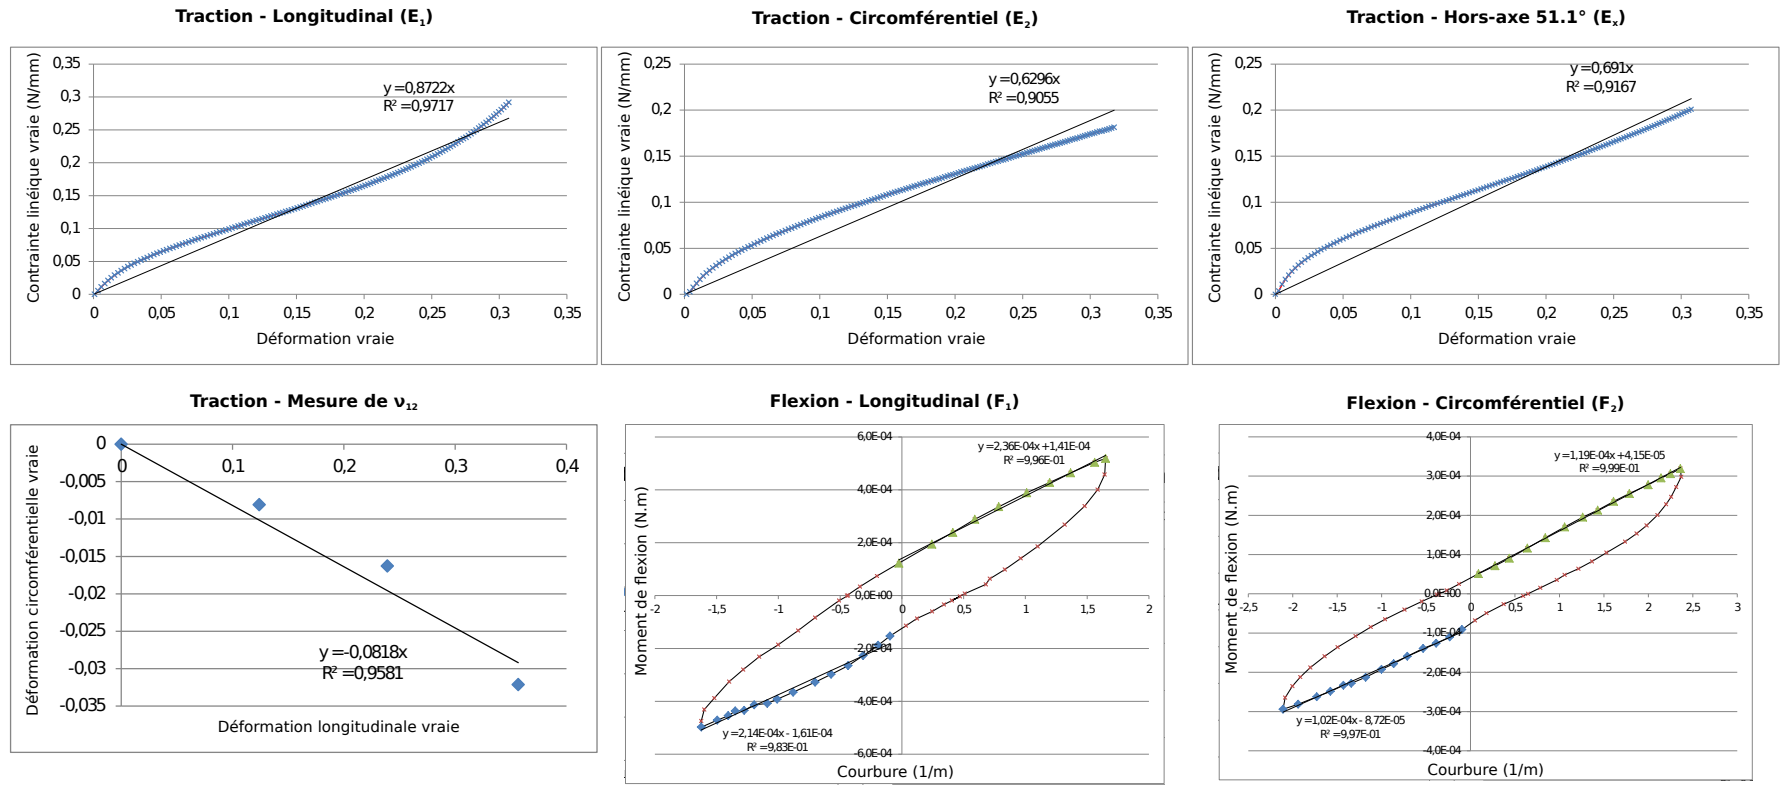 Traction - Longitudinal (E₁)
Contrainte linéique vraie (N/mm)
0,35
0,3
0,25
0,2
0,15
0,1
0,05
0
y = 0,8722x
R² = 0,9717
0 0,05 0,1 0,15 0,2 0,25 0,3 0,35
Déformation vraie
Traction - Circomférentiel (E₂)
Contrainte linéique vraie (N/mm)
0,25
0,2
0,15
0,1
0,05
0
y = 0,6296x
R² = 0,9055
0 0,05 0,1 0,15 0,2 0,25 0,3 0,35
Déformation vraie
Traction - Hors-axe 51.1° (Eₓ)
Contrainte linéique vraie (N/mm)
0,25
0,2
0,15
0,1
0,05
0
y = 0,691x
R² = 0,9167
0 0,05 0,1 0,15 0,2 0,25 0,3 0,35
Déformation vraie
Traction - Mesure de ν₁₂
Déformation circomférentielle vraie
0
-0,005
-0,01
-0,015
-0,02
-0,025
-0,03
-0,035
0 0,1 0,2 0,3 0,4
y = -0,0818x
R² = 0,9581
Déformation longitudinale vraie
Flexion - Longitudinal (F₁)
Moment de flexion (N.m)
6,0E-04
4,0E-04
2,0E-04
0,0E+00
-2,0E-04
-4,0E-04
-6,0E-04
y = 2,36E-04x + 1,41E-04
R² = 9,96E-01
-2 -1,5 -1 -0,5 0 0,5 1 1,5 2
y = 2,14E-04x - 1,61E-04
R² = 9,83E-01
Courbure (1/m)
Flexion - Circomférentiel (F₂)
Moment de flexion (N.m)
4,0E-04
3,0E-04
2,0E-04
1,0E-04
0,0E+00
-1,0E-04
-2,0E-04
-3,0E-04
-4,0E-04
y = 1,19E-04x + 4,15E-05
R² = 9,99E-01
-2,5 -2 -1,5 -1 -0,5 0 0,5 1 1,5 2 2,5 3
y = 1,02E-04x - 8,72E-05
R² = 9,97E-01
Courbure (1/m)